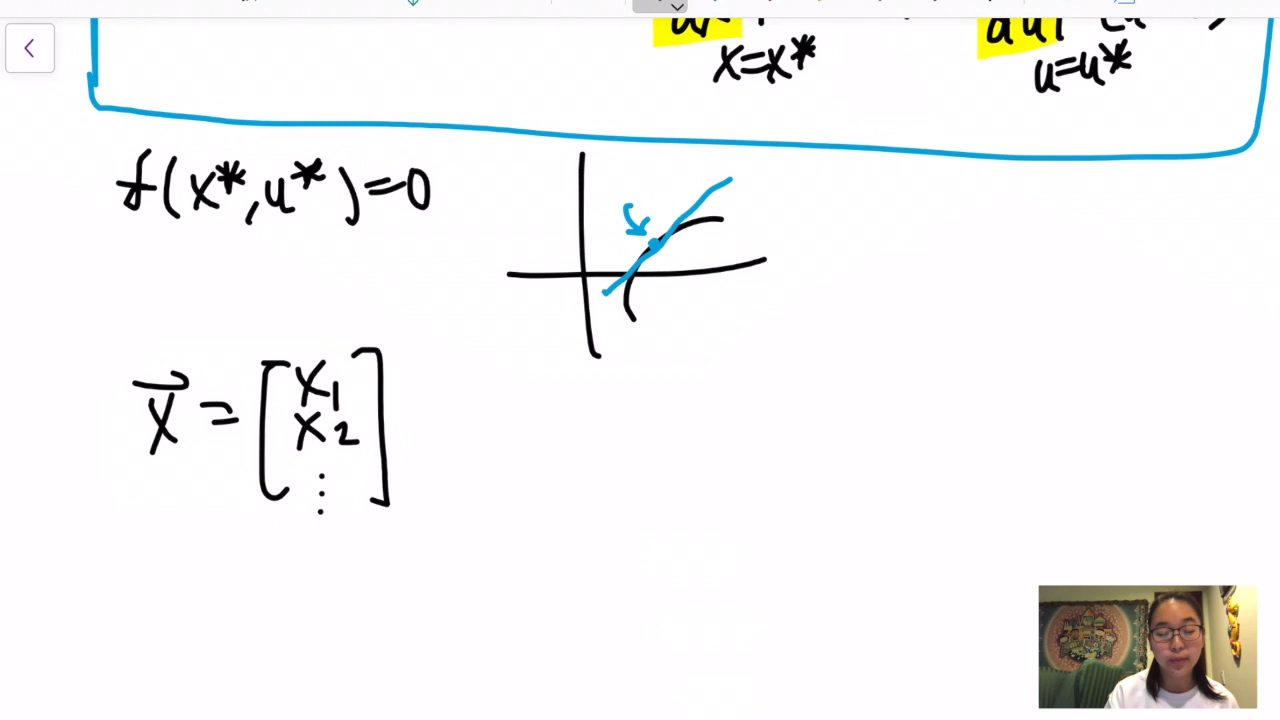 x=x*
u=u*
f(x*,u*)=0
x⃗ = [x1
x2
⋮]